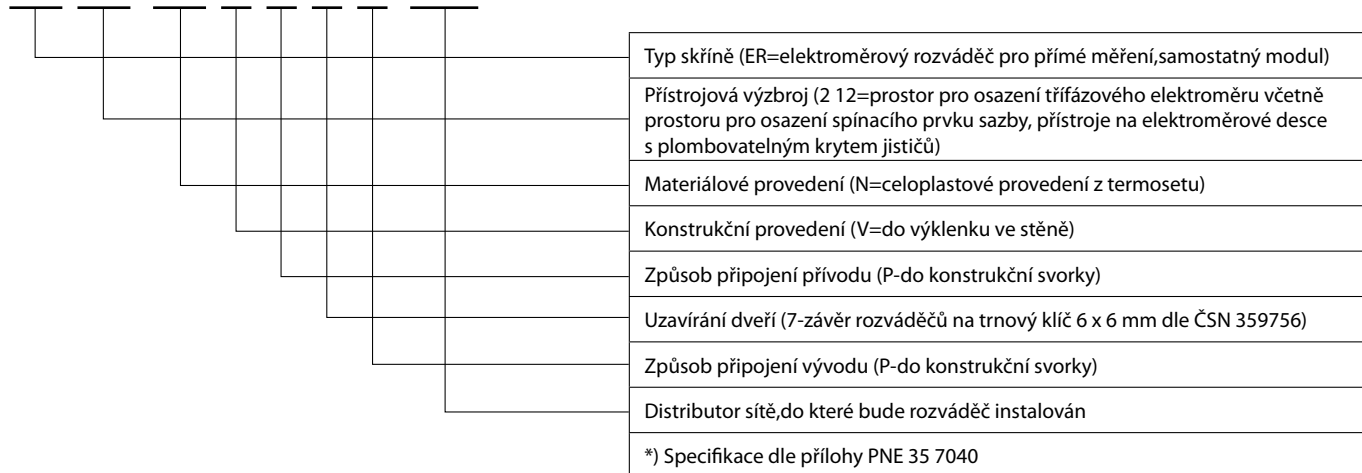 Typ skříně (ER=elektroměrový rozváděč pro přímé měření,samostatný modul)
Přístrojová výzbroj (2 12=prostor pro osazení třífázového elektroměru včetně
prostoru pro osazení spínacího prvku sazby, přístroje na elektroměrové desce
s plombovatelným krytem jističů)
Materiálové provedení (N=celoplastové provedení z termosetu)
Konstrukční provedení (V=do výklenku ve stěně)
Způsob připojení přívodu (P-do konstrukční svorky)
Uzavírání dveří (7-závěr rozváděčů na trnový klíč 6 x 6 mm dle ČSN 359756)
Způsob připojení vývodu (P-do konstrukční svorky)
Distributor sítě,do které bude rozváděč instalován
*) Specifikace dle přílohy PNE 35 7040